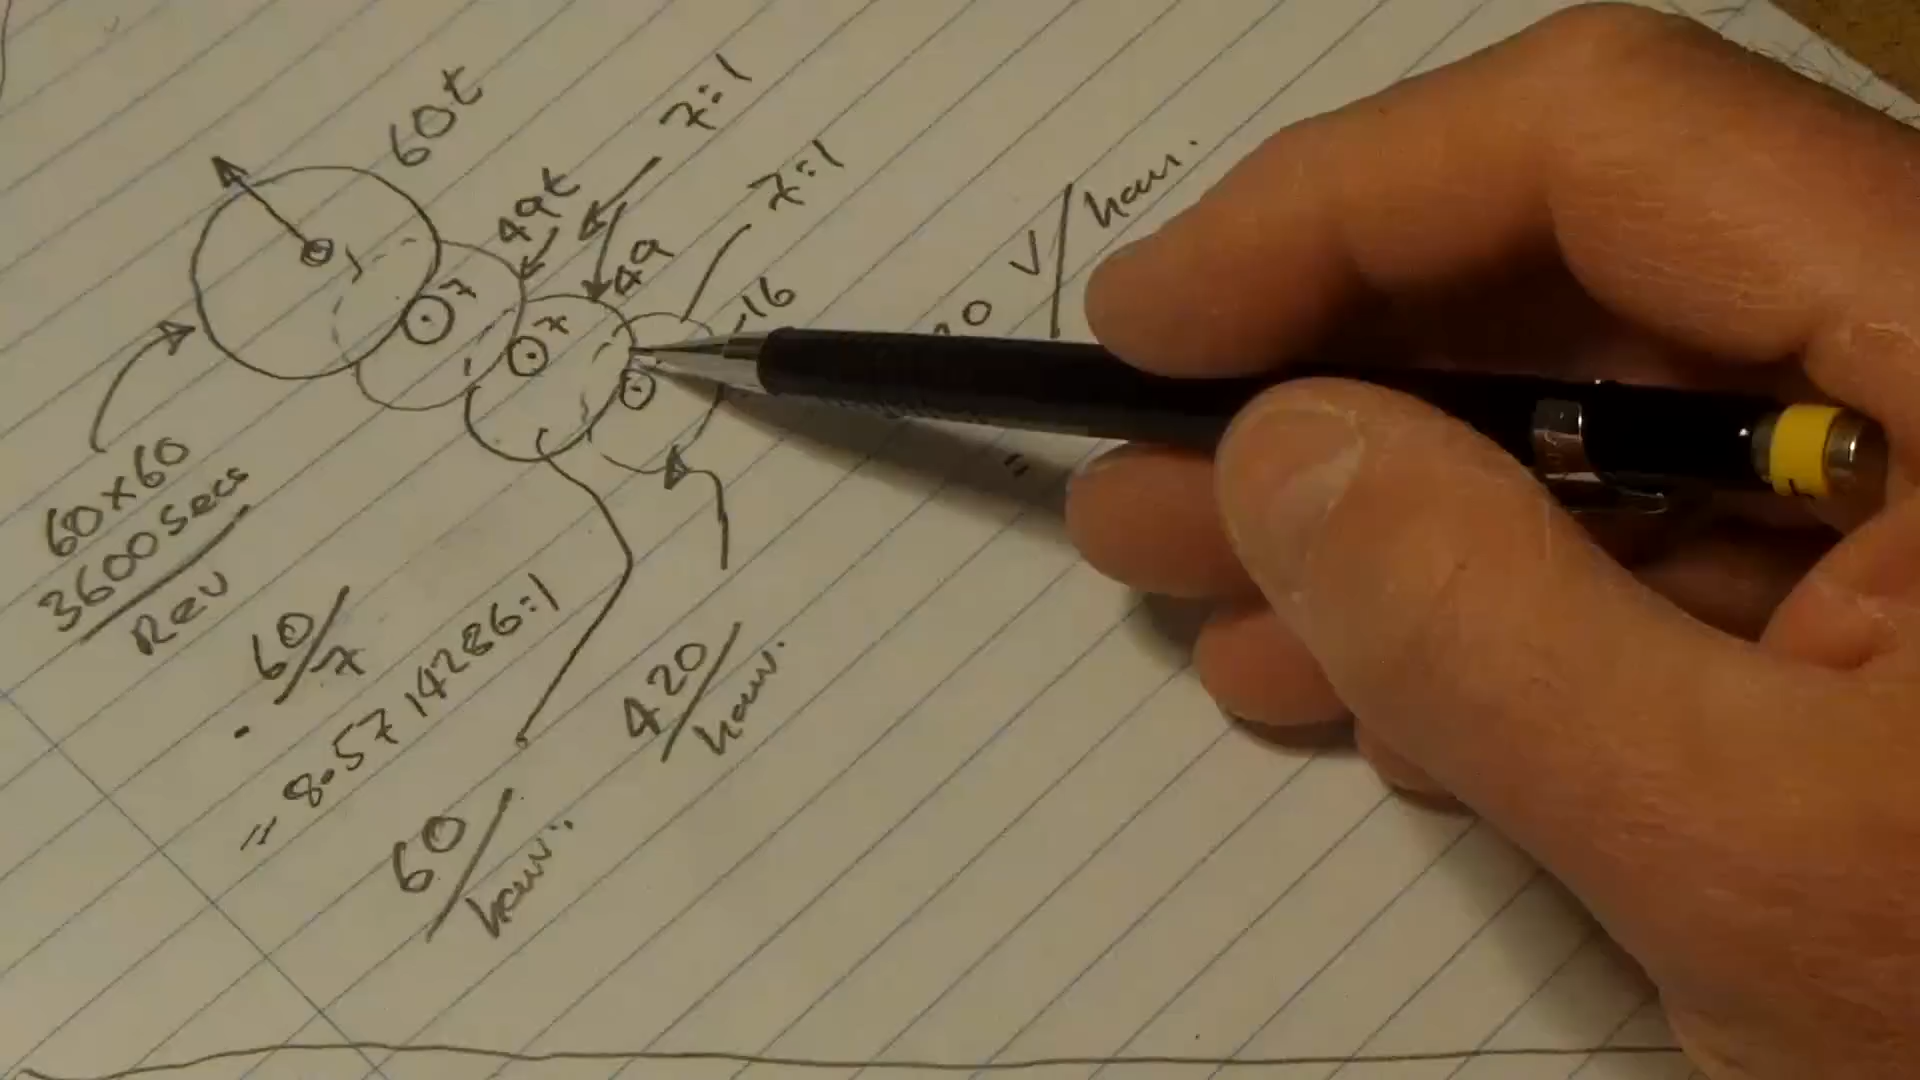 60t
7:1
49t
7:1
49
16
7
7
V/hour.
60x60
3600 Secs
Rev
60/7
= 8.5714286:1
420/hour.
60/hour.
=